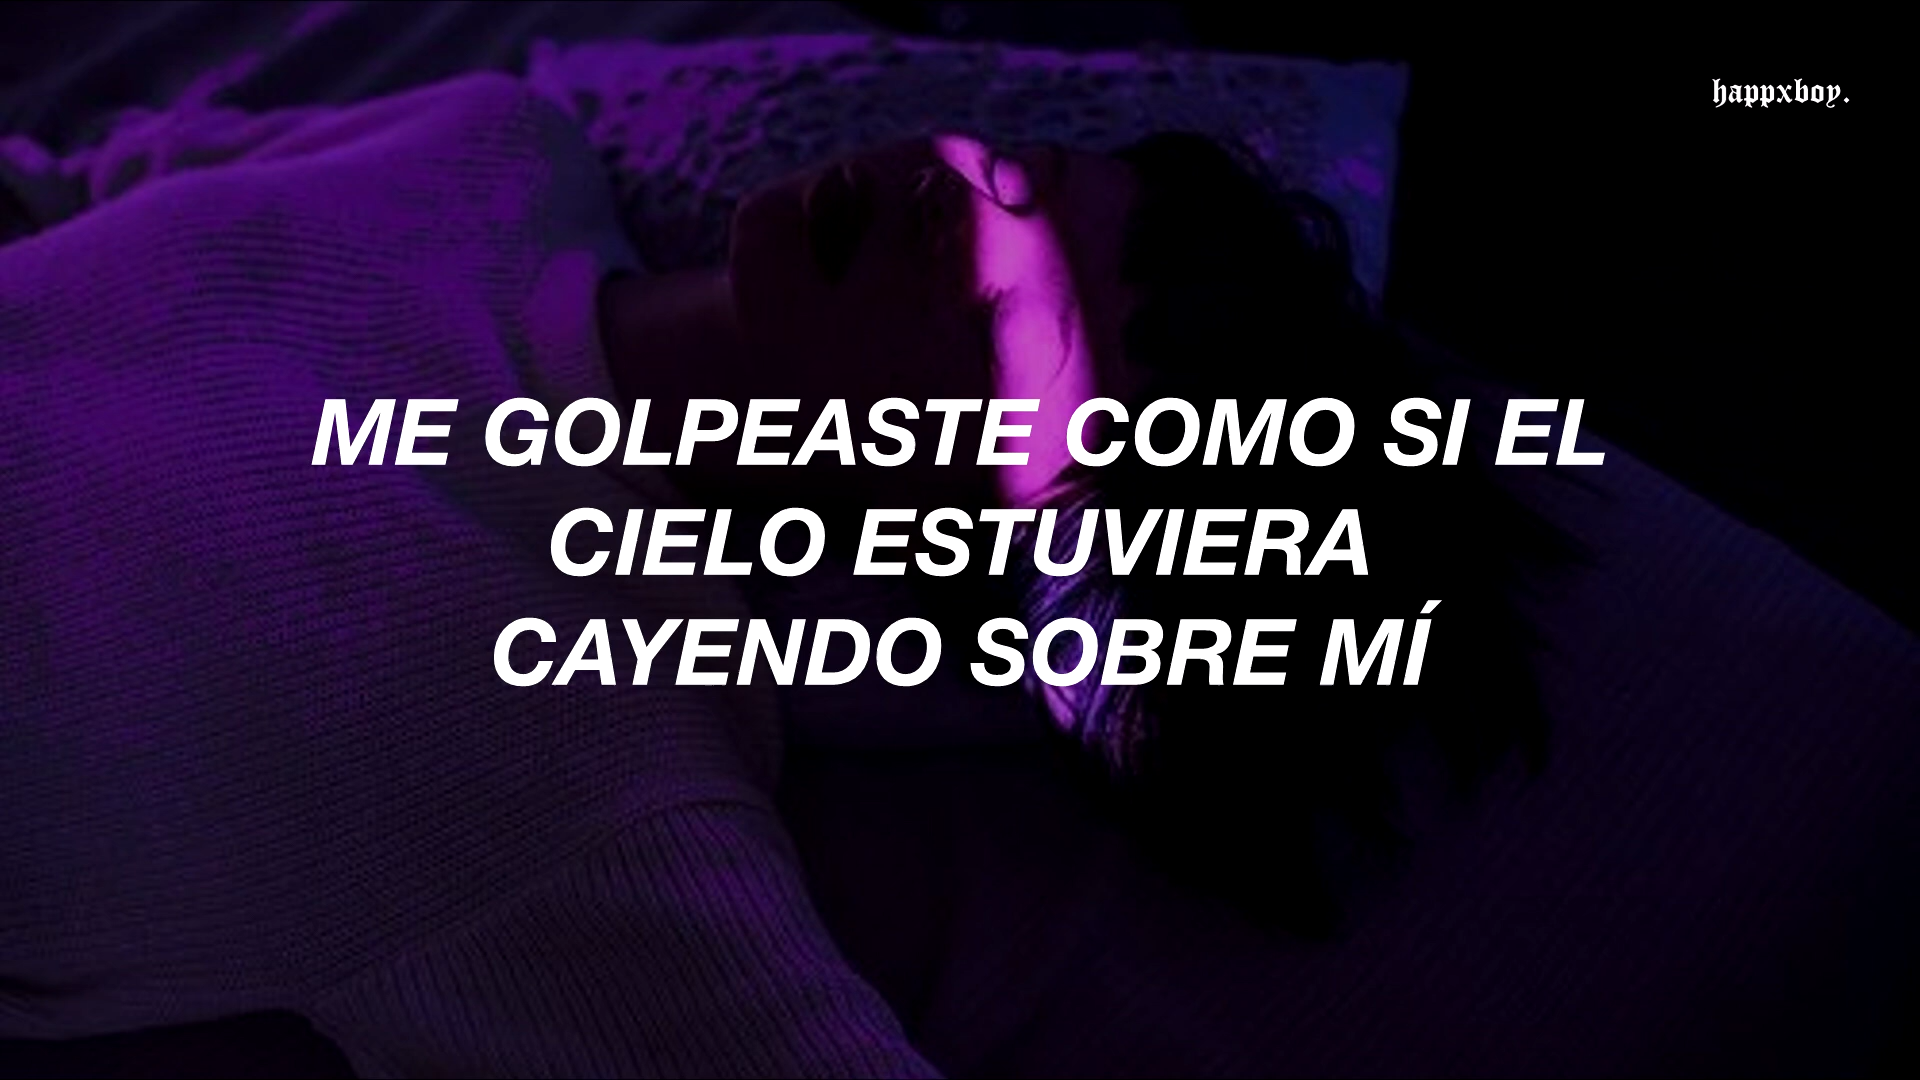 happxboy.
ME GOLPEASTE COMO SI EL
CIELO ESTUVIERA
CAYENDO SOBRE MÍ